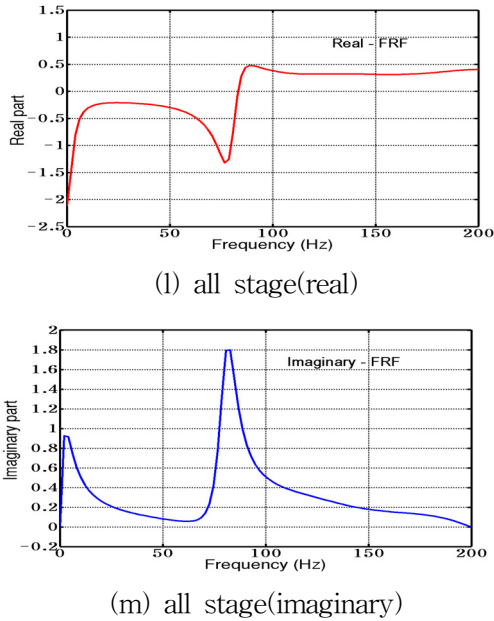 1.5
1
0.5
0
-0.5
-1
-1.5
-2
-2.5
Real part
Real - FRF
0 50 100 150 200
Frequency (Hz)
(l) all stage(real)
2
1.8
1.6
1.4
1.2
1
0.8
0.6
0.4
0.2
0
-0.2
Imaginary part
Imaginary - FRF
0 50 100 150 200
Frequency (Hz)
(m) all stage(imaginary)